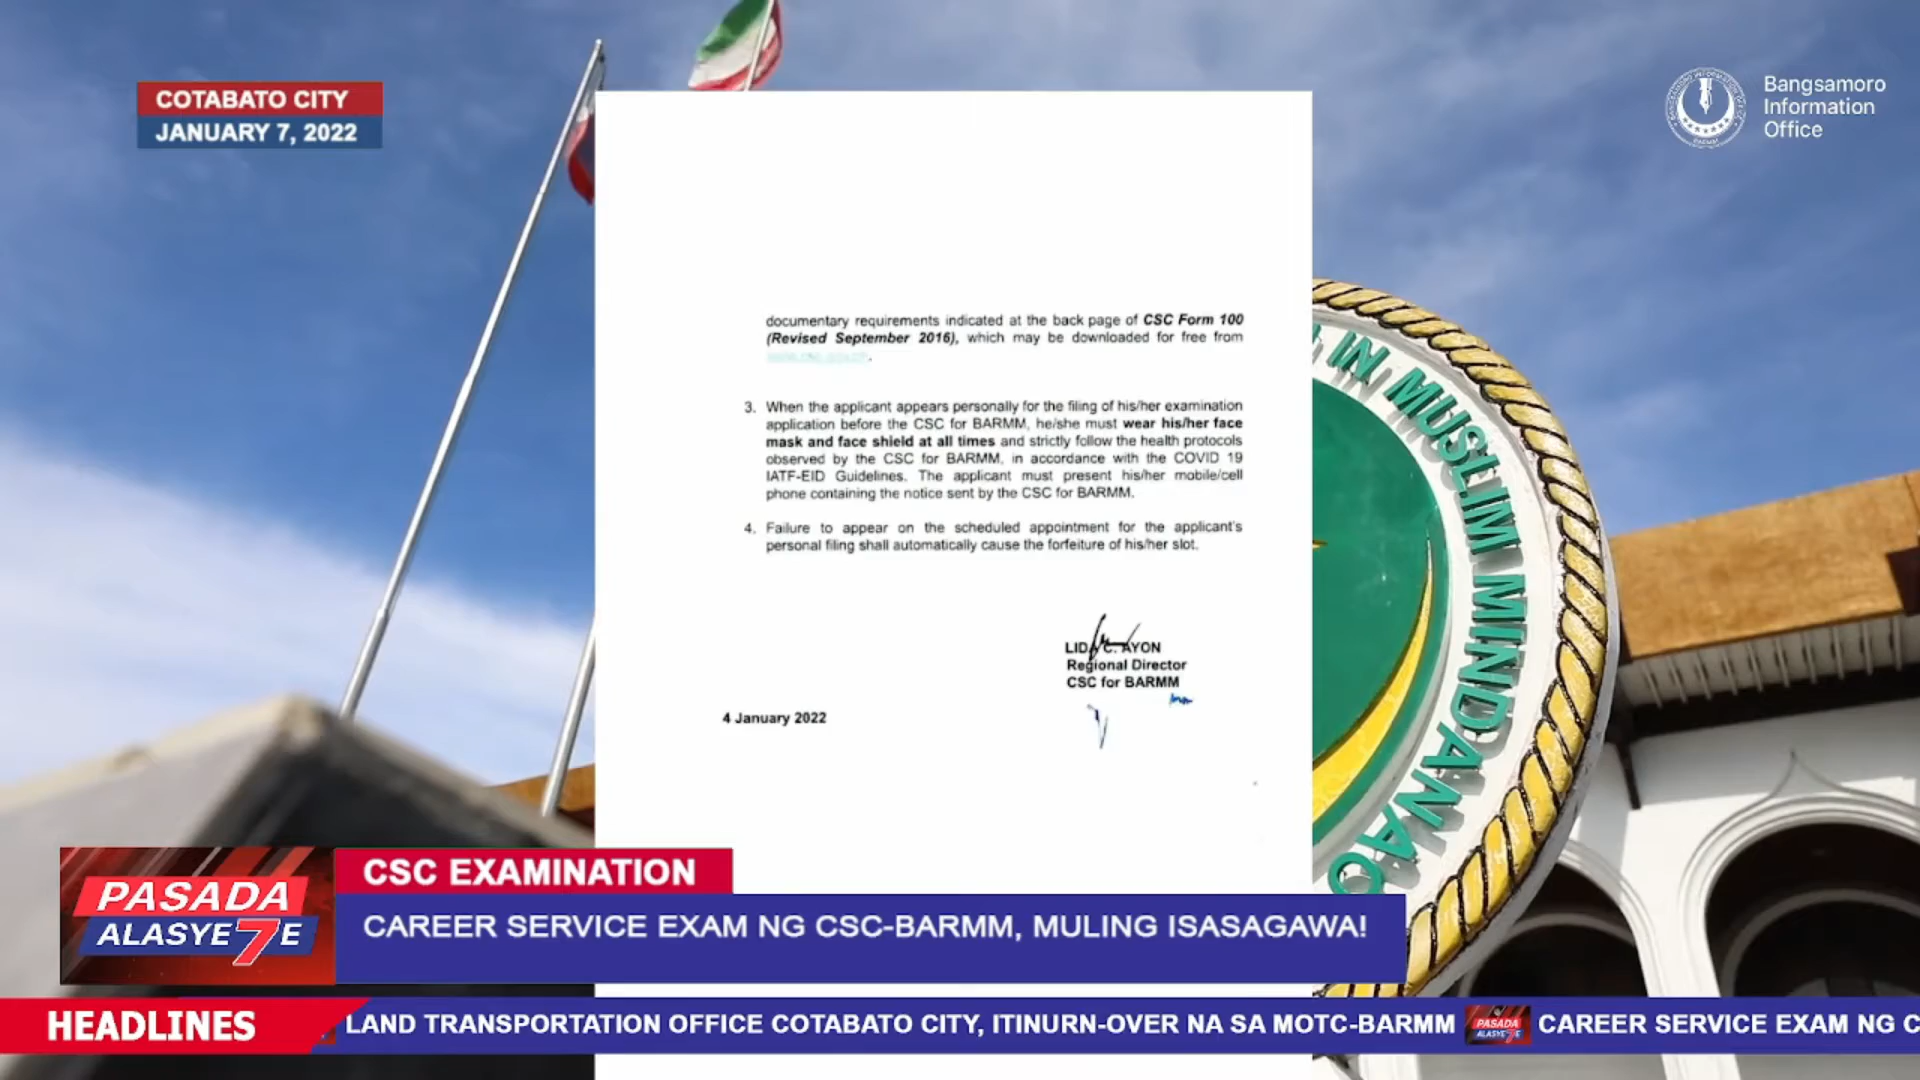 COTABATO CITY
JANUARY 7, 2022
Bangsamoro
Information
Office
documentary requirements indicated at the back page of CSC Form 100
(Revised September 2016), which may be downloaded for free from
3. When the applicant appears personally for the filing of his/her examination
application before the CSC for BARMM, he/she must wear his/her face
mask and face shield at all times and strictly follow the health protocols
observed by the CSC for BARMM, in accordance with the COVID 19
IATF-EID Guidelines. The applicant must present his/her mobile/cell
phone containing the notice sent by the CSC for BARMM.
4. Failure to appear on the scheduled appointment for the applicant's
personal filing shall automatically cause the forfeiture of his/her slot.
C. AYON
Regional Director
CSC for BARMM
4 January 2022
IN MUSLIM MINDANAO
CSC EXAMINATION
PASADA
ALASYE7E
CAREER SERVICE EXAM NG CSC-BARMM, MULING ISASAGAWA!
HEADLINES
LAND TRANSPORTATION OFFICE COTABATO CITY, ITINURN-OVER NA SA MOTC-BARMM
PASADA
ALASYE7E
CAREER SERVICE EXAM NG C